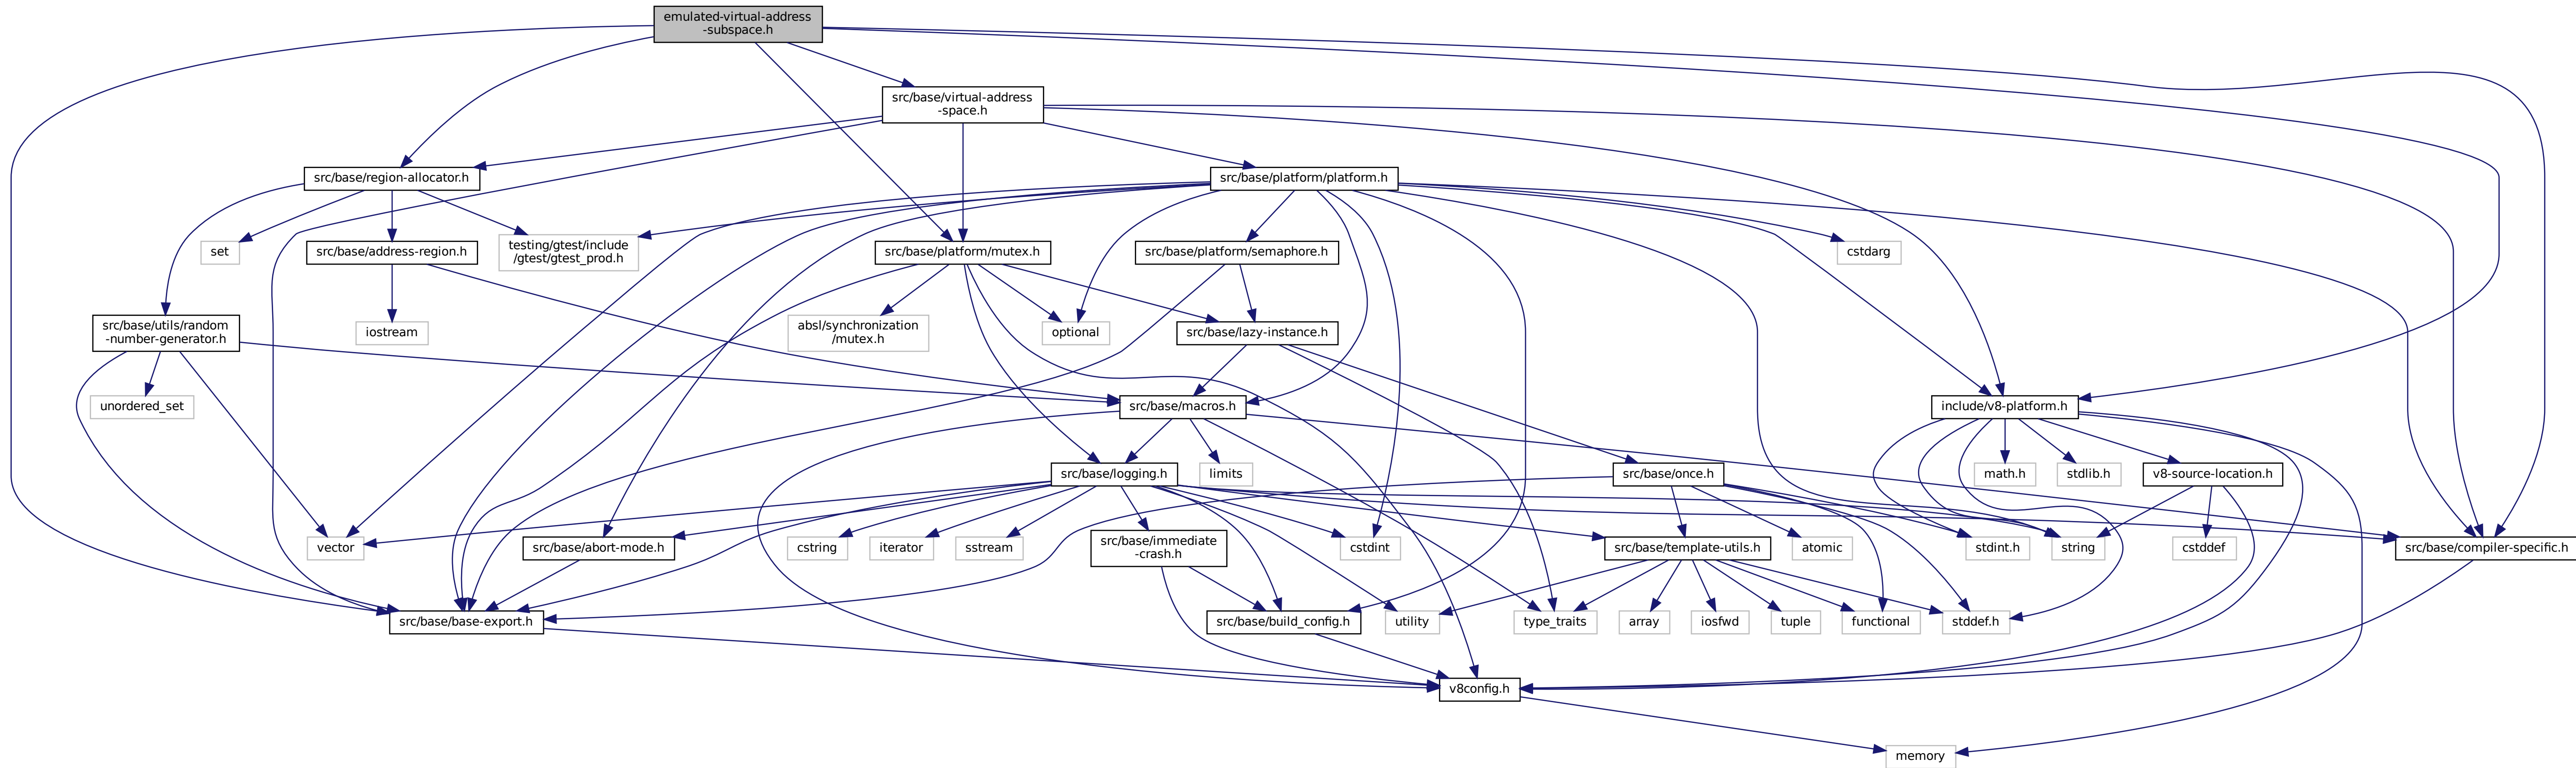 emulated-virtual-address
-subspace.h
src/base/virtual-address
-space.h
src/base/region-allocator.h
src/base/platform/platform.h
set
src/base/address-region.h
testing/gtest/include
/gtest/gtest_prod.h
src/base/platform/mutex.h
src/base/platform/semaphore.h
cstdarg
src/base/utils/random
-number-generator.h
iostream
absl/synchronization
/mutex.h
optional
src/base/lazy-instance.h
unordered_set
src/base/macros.h
include/v8-platform.h
src/base/logging.h
limits
src/base/once.h
math.h
stdlib.h
v8-source-location.h
vector
src/base/abort-mode.h
cstring
iterator
sstream
src/base/immediate
-crash.h
cstdint
src/base/template-utils.h
atomic
stdint.h
string
cstddef
src/base/compiler-specific.h
src/base/base-export.h
src/base/build_config.h
utility
type_traits
array
iosfwd
tuple
functional
stddef.h
v8config.h
memory